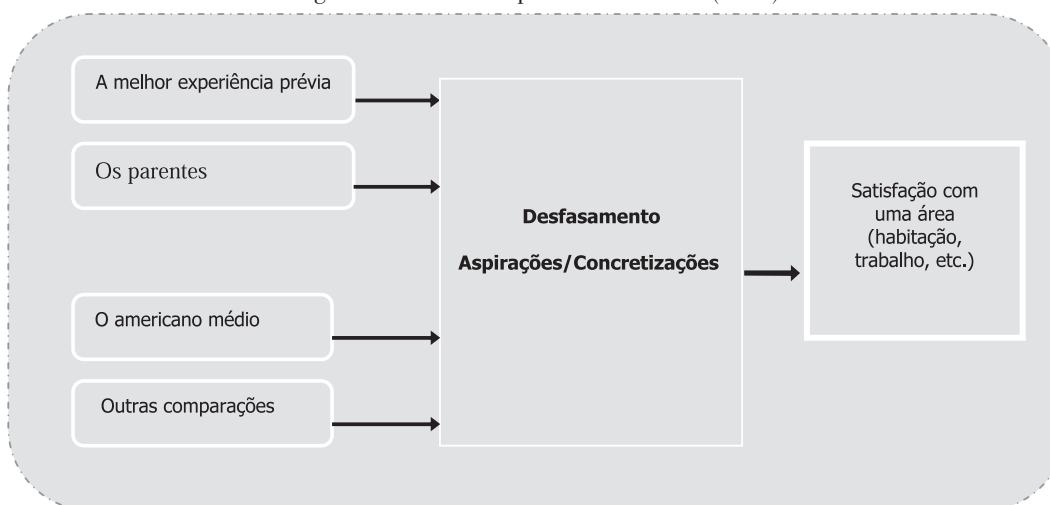 A melhor experiência prévia
Os parentes
O americano médio
Outras comparações
Desfasamento
Aspirações/Concretizações
Satisfação com
uma área
(habitação,
trabalho, etc.)